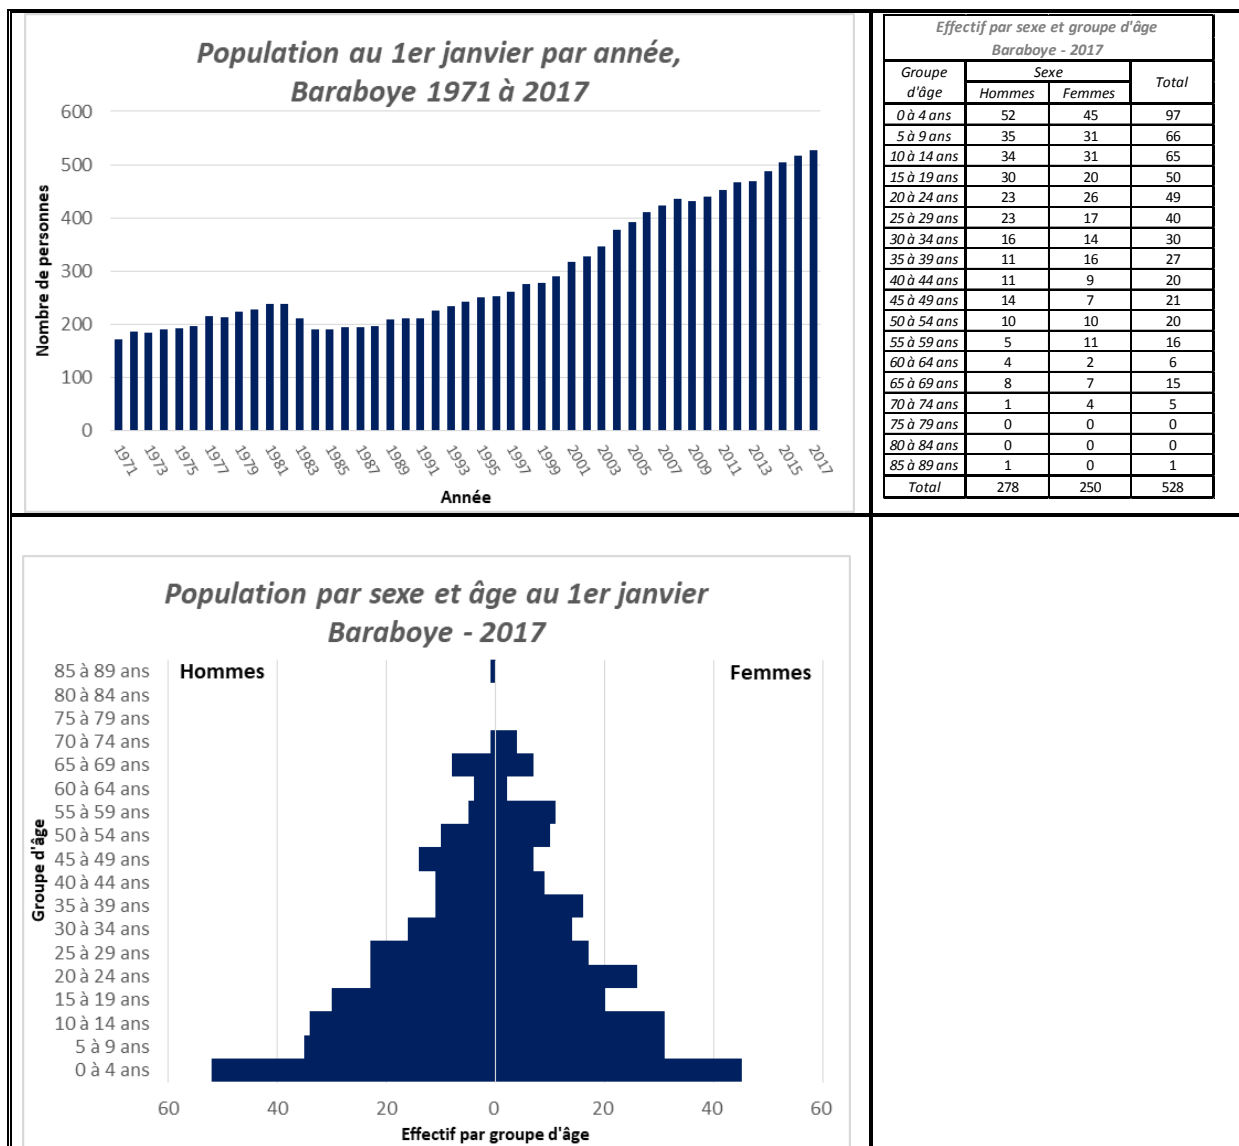 Population au 1er janvier par année,
Baraboye 1971 à 2017
Nombre de personnes
600
500
400
300
200
100
0
1971 1973 1975 1977 1979 1981 1983 1985 1987 1989 1991 1993 1995 1997 1999 2001 2003 2005 2007 2009 2011 2013 2015 2017
Année
Effectif par sexe et groupe d'âge
Baraboye - 2017
Groupe d'âge Sexe Total
Hommes Femmes
0 à 4 ans 52 45 97
5 à 9 ans 35 31 66
10 à 14 ans 34 31 65
15 à 19 ans 30 20 50
20 à 24 ans 23 26 49
25 à 29 ans 23 17 40
30 à 34 ans 16 14 30
35 à 39 ans 11 16 27
40 à 44 ans 11 9 20
45 à 49 ans 14 7 21
50 à 54 ans 10 10 20
55 à 59 ans 5 11 16
60 à 64 ans 4 2 6
65 à 69 ans 8 7 15
70 à 74 ans 1 4 5
75 à 79 ans 0 0 0
80 à 84 ans 0 0 0
85 à 89 ans 1 0 1
Total 278 250 528
Population par sexe et âge au 1er janvier
Baraboye - 2017
Hommes Femmes
Groupe d'âge
85 à 89 ans
80 à 84 ans
75 à 79 ans
70 à 74 ans
65 à 69 ans
60 à 64 ans
55 à 59 ans
50 à 54 ans
45 à 49 ans
40 à 44 ans
35 à 39 ans
30 à 34 ans
25 à 29 ans
20 à 24 ans
15 à 19 ans
10 à 14 ans
5 à 9 ans
0 à 4 ans
60 40 20 0 20 40 60
Effectif par groupe d'âge